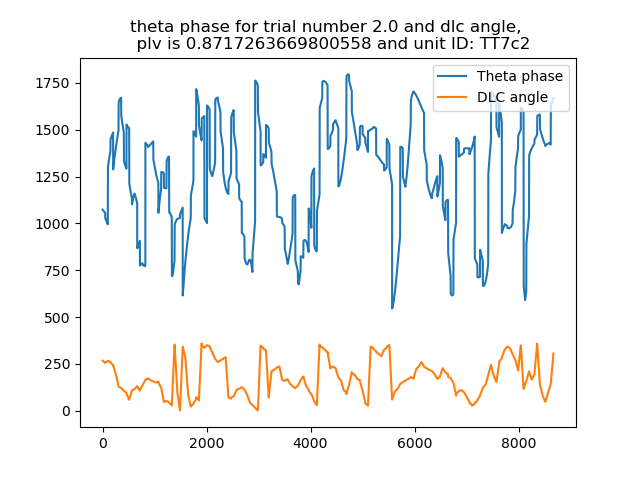 theta phase for trial number 2.0 and dlc angle,
plv is 0.8717263669800558 and unit ID: TT7c2
Theta phase
DLC angle
1750
1500
1250
1000
750
500
250
0
0 2000 4000 6000 8000